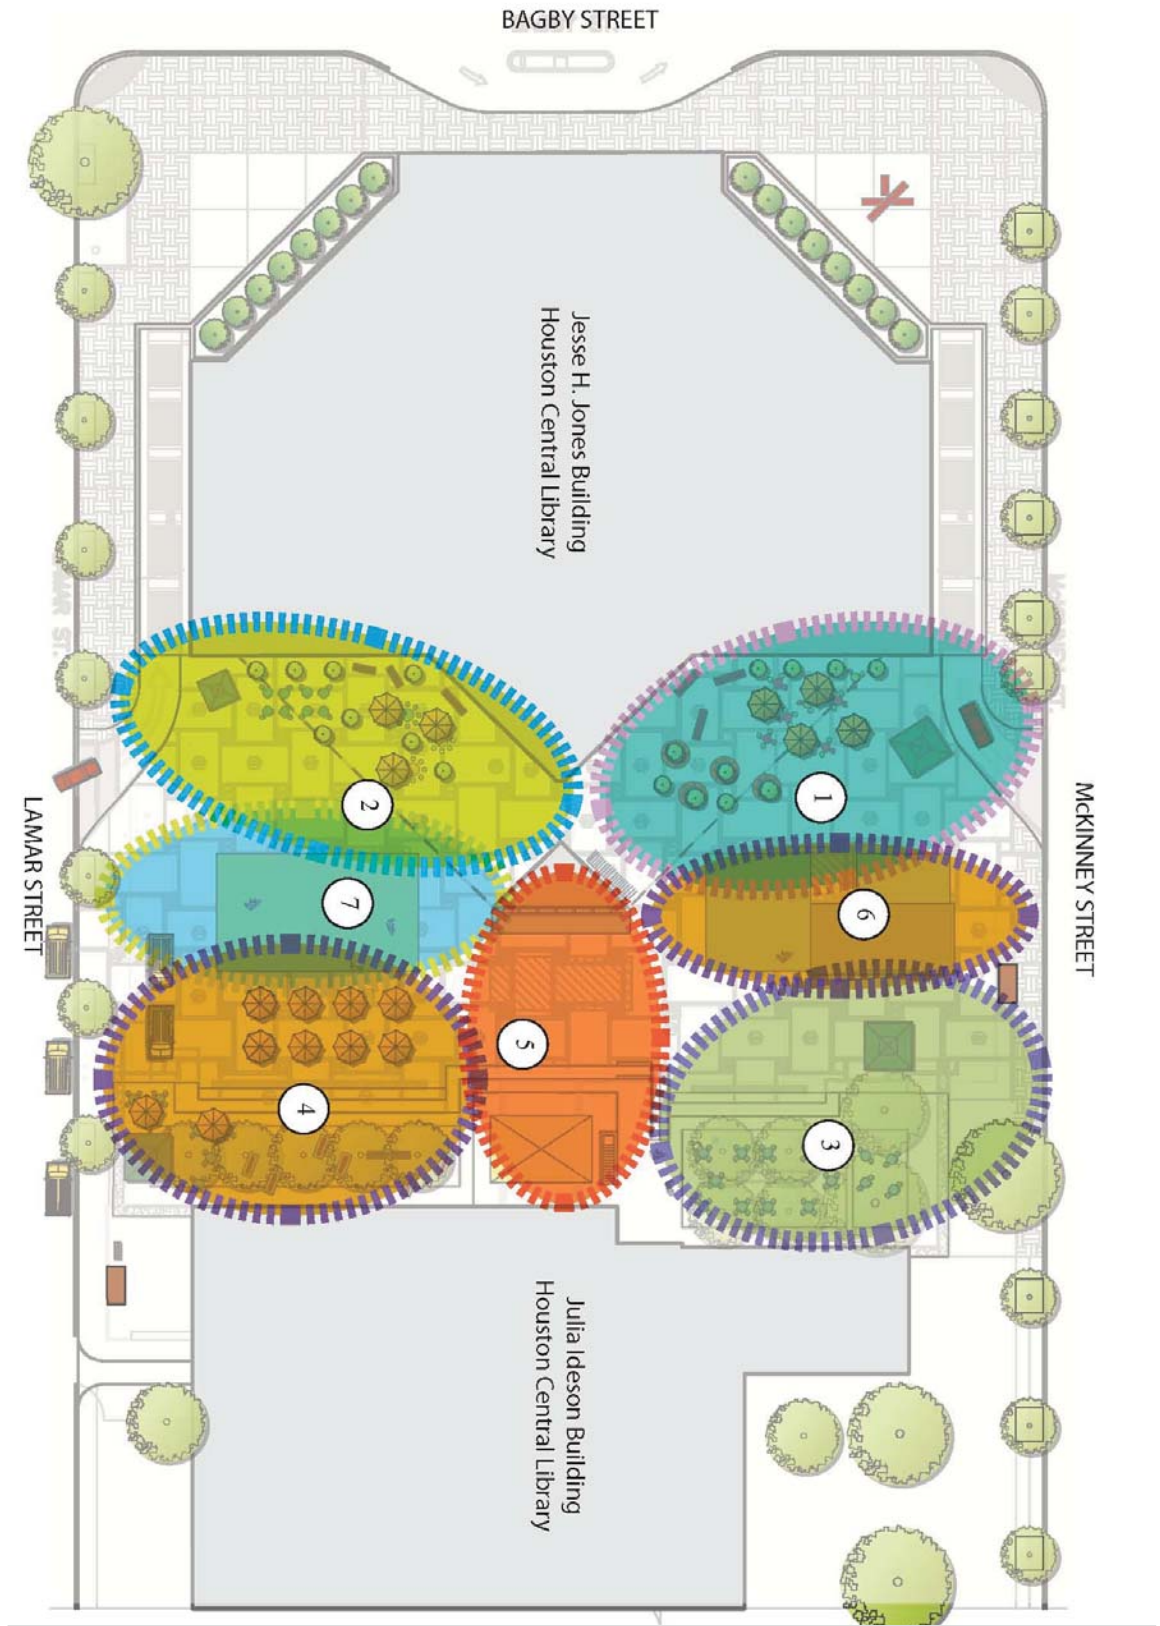 BAGBY STREET
Jesse H. Jones Building
Houston Central Library
1
2
McKINNEY STREET
LAMAR STREET
7
6
5
4
3
Julia Ideson Building
Houston Central Library